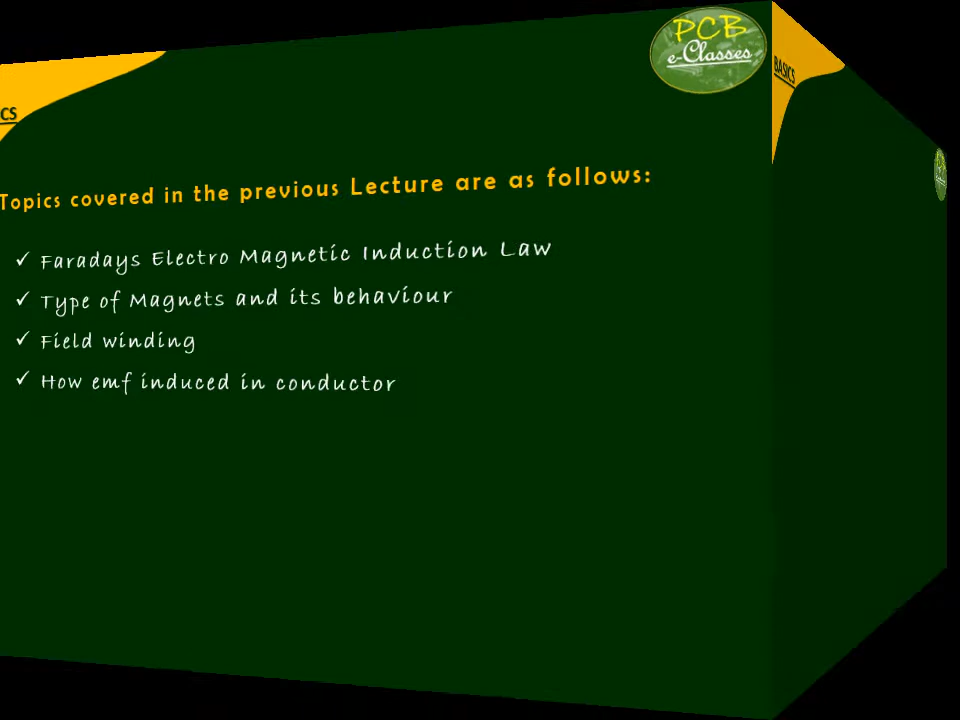 PCB
e-Classes
CS
BASICS
Topics covered in the previous Lecture are as follows:
✓ Faradays Electro Magnetic Induction Law
✓ Type of Magnets and its behaviour
✓ Field winding
✓ How emf induced in conductor